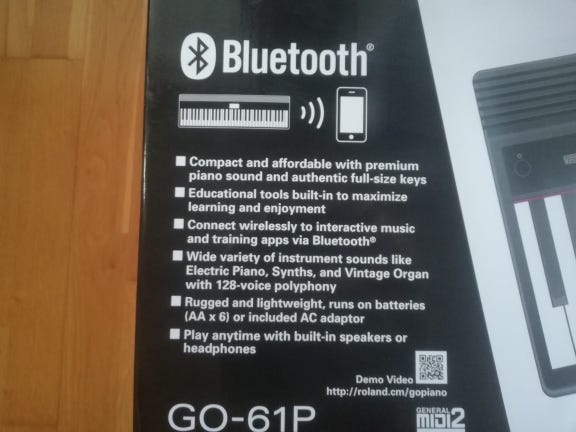 Bluetooth®
■ Compact and affordable with premium
piano sound and authentic full-size keys
■ Educational tools built-in to maximize
learning and enjoyment
■ Connect wirelessly to interactive music
and training apps via Bluetooth®
■ Wide variety of instrument sounds like
Electric Piano, Synths, and Vintage Organ
with 128-voice polyphony
■ Rugged and lightweight, runs on batteries
(AA x 6) or included AC adaptor
■ Play anytime with built-in speakers or
headphones
Demo Video
http://roland.cm/gopiano
GO-61P
GENERAL
MIDI2